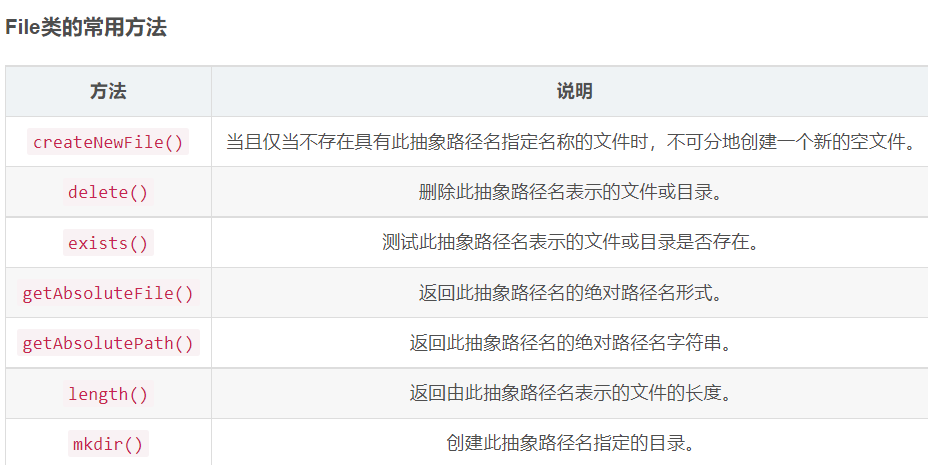 File类的常用方法
方法 说明
createNewFile() 当且仅当不存在具有此抽象路径名指定名称的文件时，不可分地创建一个新的空文件。
delete() 删除此抽象路径名表示的文件或目录。
exists() 测试此抽象路径名表示的文件或目录是否存在。
getAbsoluteFile() 返回此抽象路径名的绝对路径名形式。
getAbsolutePath() 返回此抽象路径名的绝对路径名字符串。
length() 返回由此抽象路径名表示的文件的长度。
mkdir() 创建此抽象路径名指定的目录。